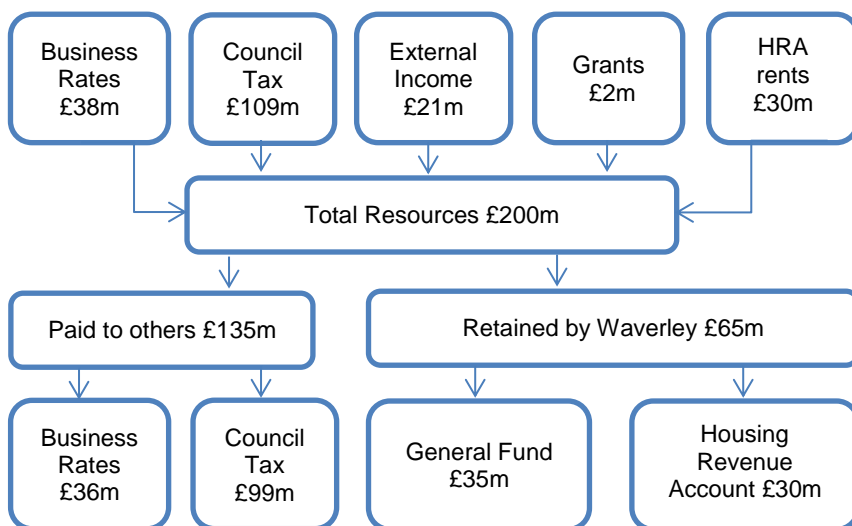 Business
Rates
£38m
Council
Tax
£109m
External
Income
£21m
Grants
£2m
HRA
rents
£30m
Total Resources £200m
Paid to others £135m
Retained by Waverley £65m
Business
Rates
£36m
Council
Tax
£99m
General Fund
£35m
Housing
Revenue
Account £30m